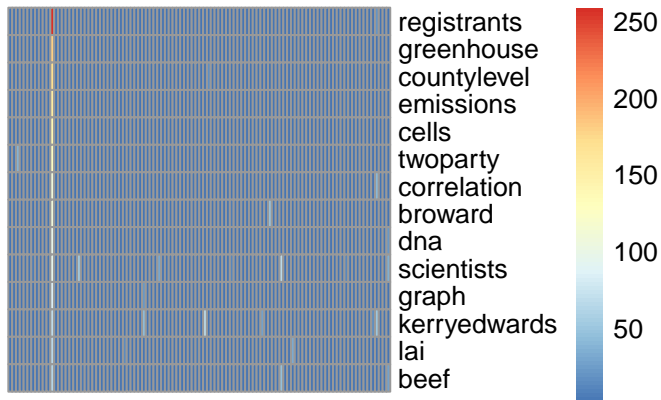 registrants
greenhouse
countylevel
emissions
cells
twoparty
correlation
broward
dna
scientists
graph
kerryedwards
lai
beef
250
200
150
100
50